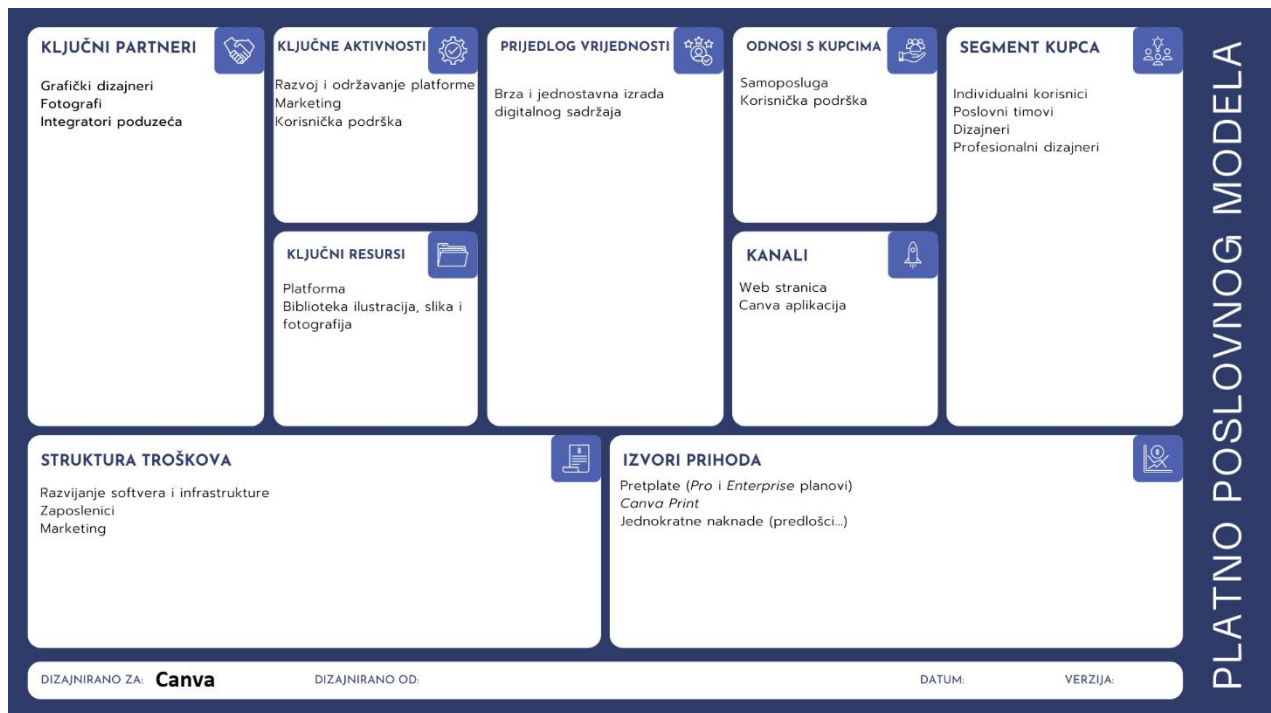 KLJUČNI PARTNERI
Grafički dizajneri
Fotografi
Integratori poduzeća
KLJUČNE AKTIVNOSTI
Razvoj i održavanje platforme
Marketing
Korisnička podrška
KLJUČNI RESURSI
Platforma
Biblioteka ilustracija, slika i
fotografija
PRIJEDLOG VRIJEDNOSTI
Brza i jednostavna izrada
digitalnog sadržaja
ODNOSI S KUPCIMA
Samoposluga
Korisnička podrška
KANALI
Web stranica
Canva aplikacija
SEGMENT KUPCA
Individualni korisnici
Poslovni timovi
Dizajneri
Profesionalni dizajneri
STRUKTURA TROŠKOVA
Razvijanje softvera i infrastrukture
Zaposlenici
Marketing
IZVORI PRIHODA
Pretplate (Pro i Enterprise planovi)
Canva Print
Jednokratne naknade (predlošci...)
DIZAJNIRANO ZA: Canva
DIZAJNIRANO OD:
DATUM:
VERZIJA:
PLATNO POSLOVNOG MODELA